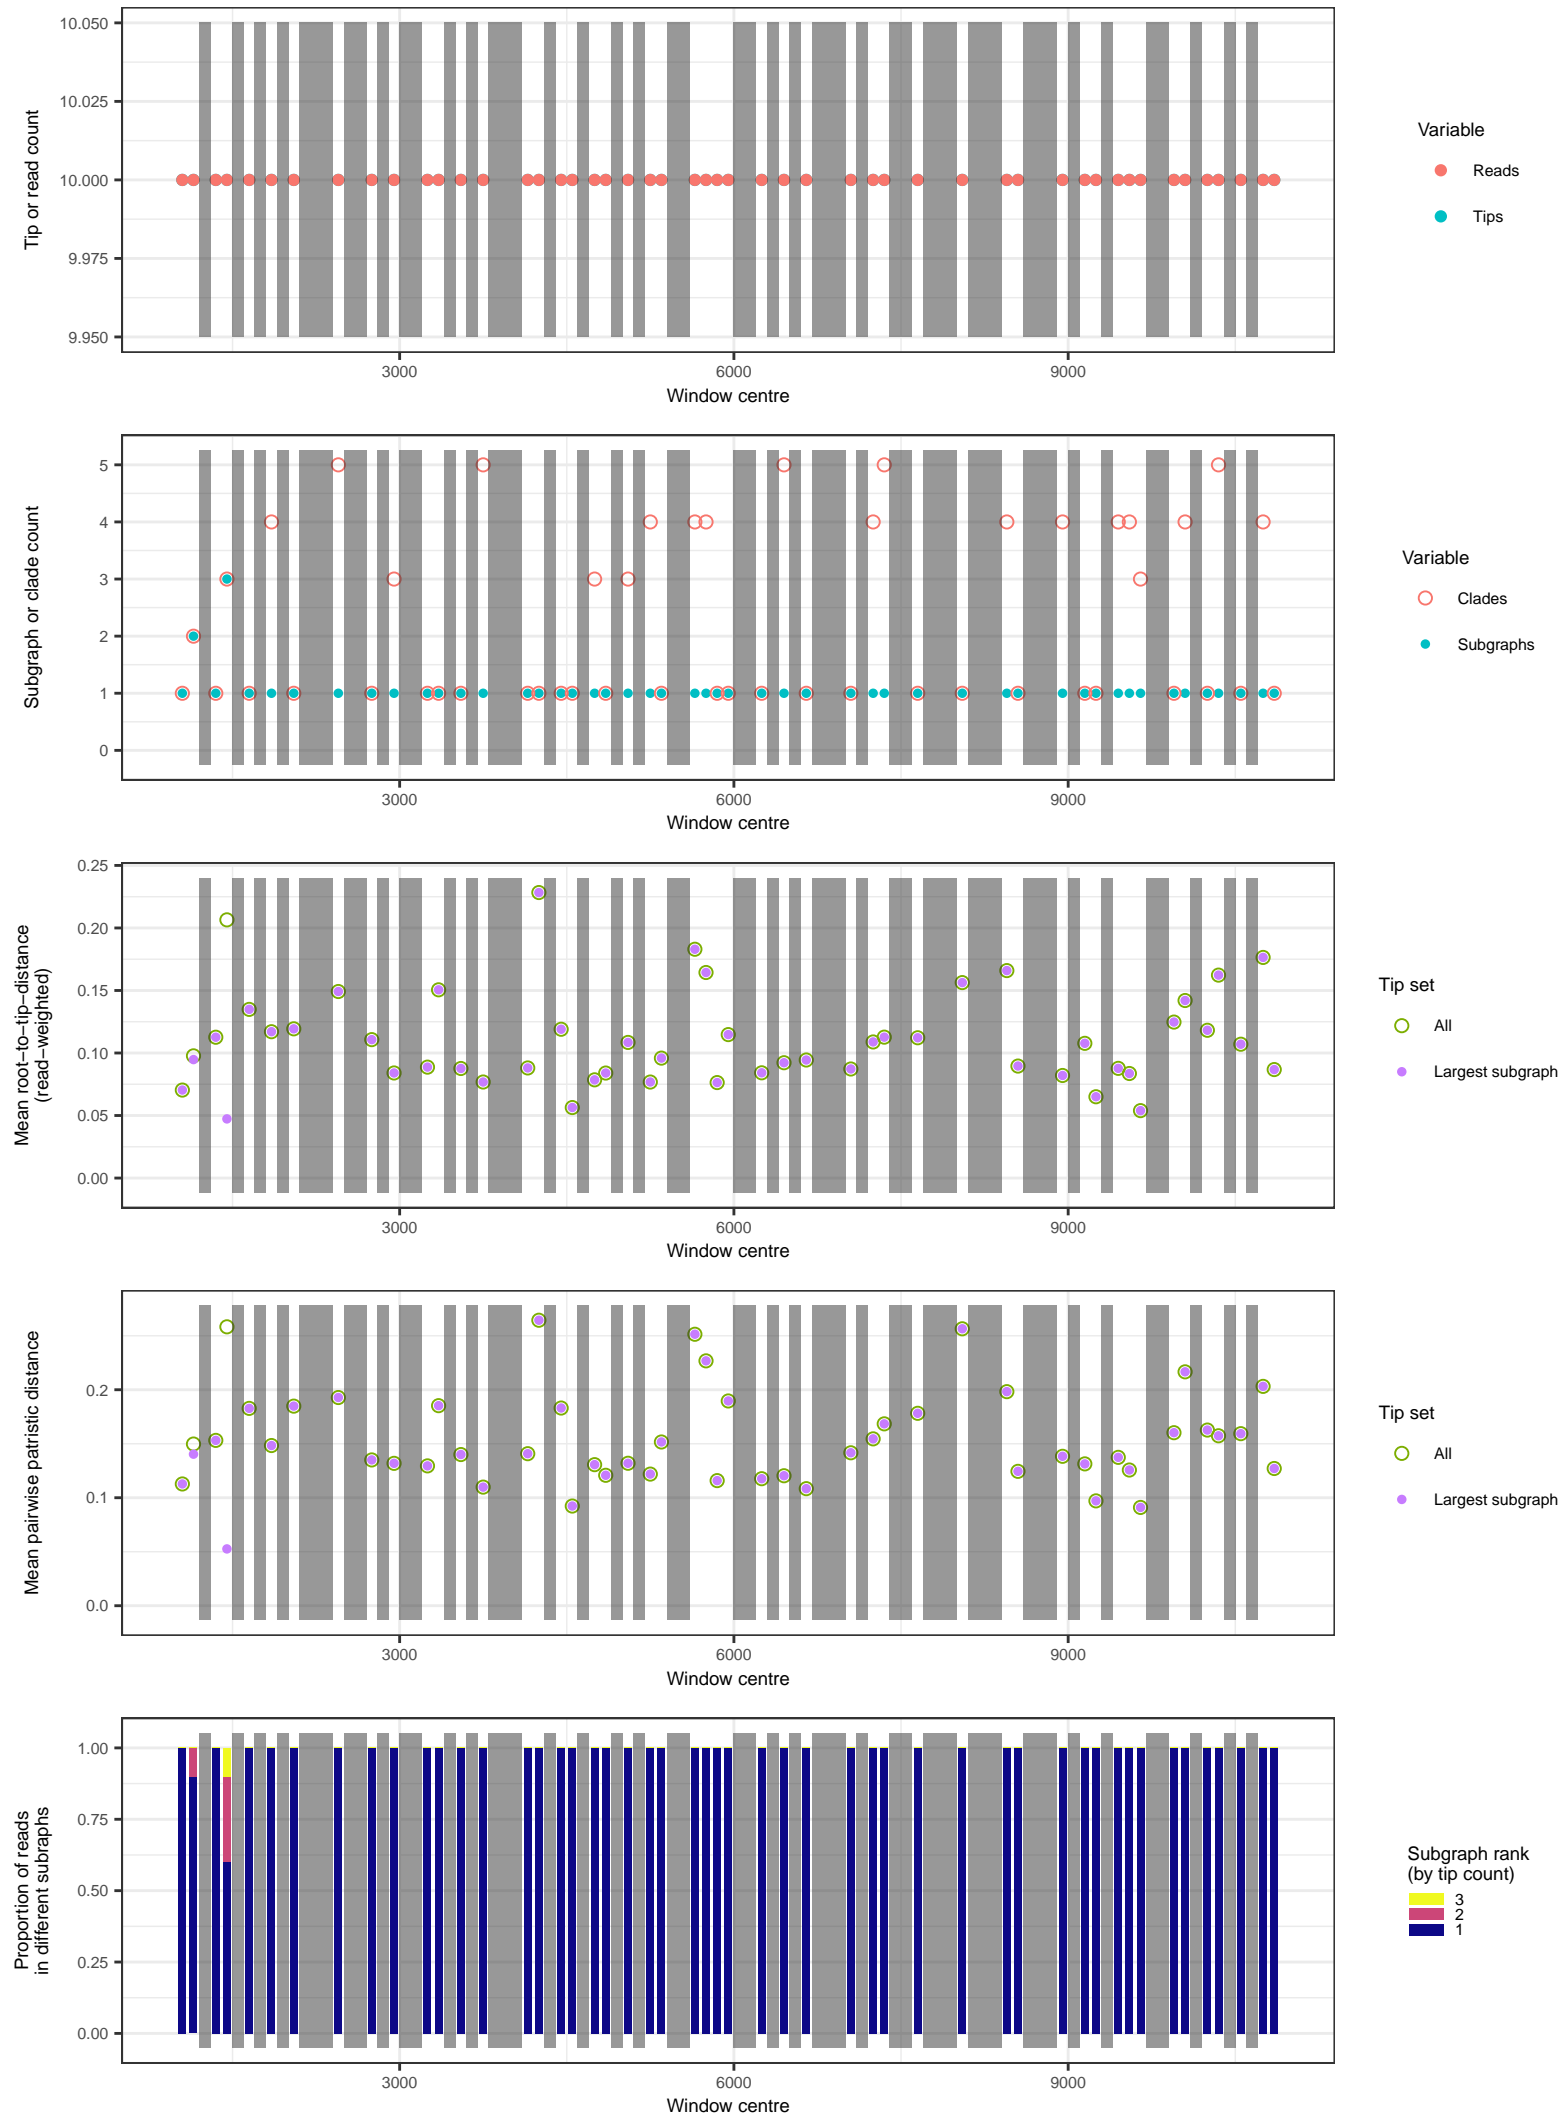 10.050
10.025
10.000
9.975
9.950
Tip or read count
3000 6000 9000
Window centre
Variable
Reads
Tips
5
4
3
2
1
0
Subgraph or clade count
3000 6000 9000
Window centre
Variable
Clades
Subgraphs
0.25
0.20
0.15
0.10
0.05
0.00
Mean root−to−tip−distance
(read−weighted)
3000 6000 9000
Window centre
Tip set
All
Largest subgraph
0.2
0.1
0.0
Mean pairwise patristic distance
3000 6000 9000
Window centre
Tip set
All
Largest subgraph
1.00
0.75
0.50
0.25
0.00
Proportion of reads
in different subraphs
3000 6000 9000
Window centre
Subgraph rank
(by tip count)
3
2
1